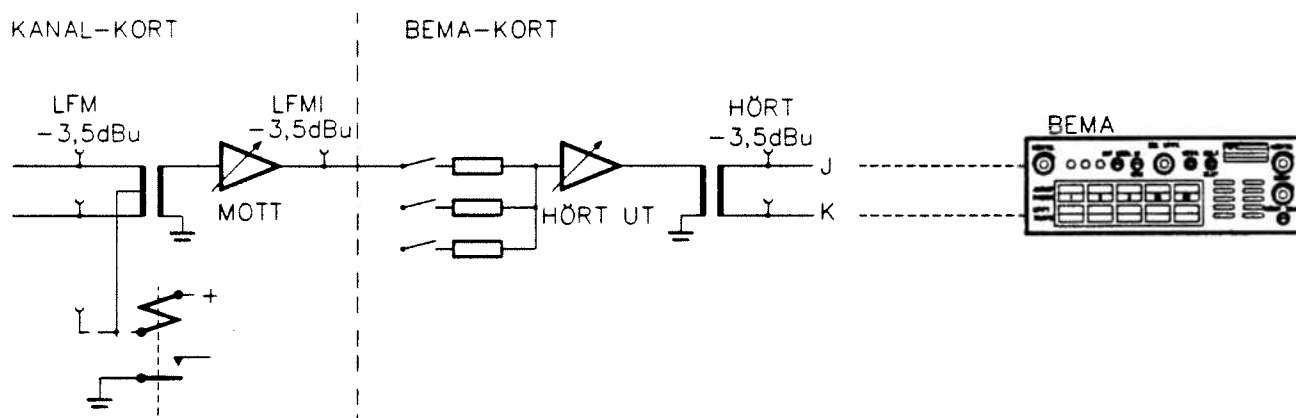 KANAL-KORT
BEMA-KORT
LFM
-3,5dBu
LFMI
-3,5dBu
HÖRT
-3,5dBu
BEMA
MOTT
HÖRT UT
J
K
+